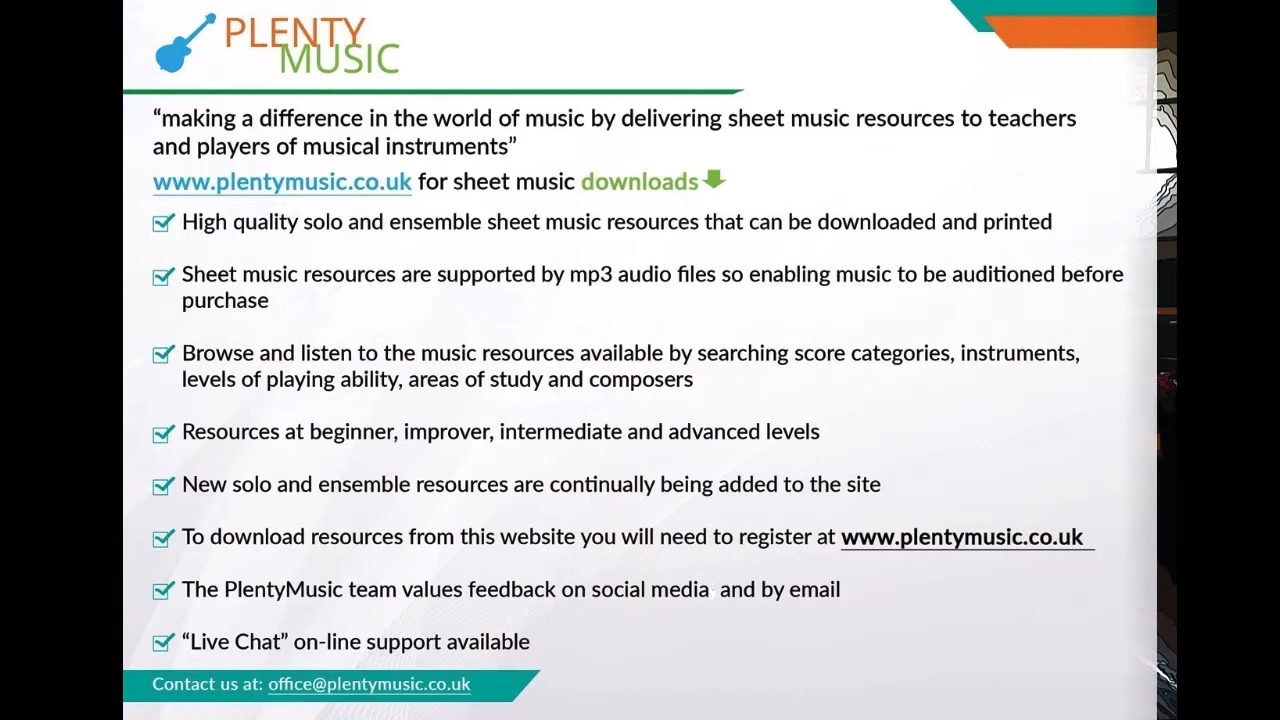 PLENTY
MUSIC
“making a difference in the world of music by delivering sheet music resources to teachers
and players of musical instruments”
www.plentymusic.co.uk for sheet music downloads
High quality solo and ensemble sheet music resources that can be downloaded and printed
Sheet music resources are supported by mp3 audio files so enabling music to be auditioned before
purchase
Browse and listen to the music resources available by searching score categories, instruments,
levels of playing ability, areas of study and composers
Resources at beginner, improver, intermediate and advanced levels
New solo and ensemble resources are continually being added to the site
To download resources from this website you will need to register at www.plentymusic.co.uk
The PlentyMusic team values feedback on social media and by email
“Live Chat” on-line support available
Contact us at: office@plentymusic.co.uk